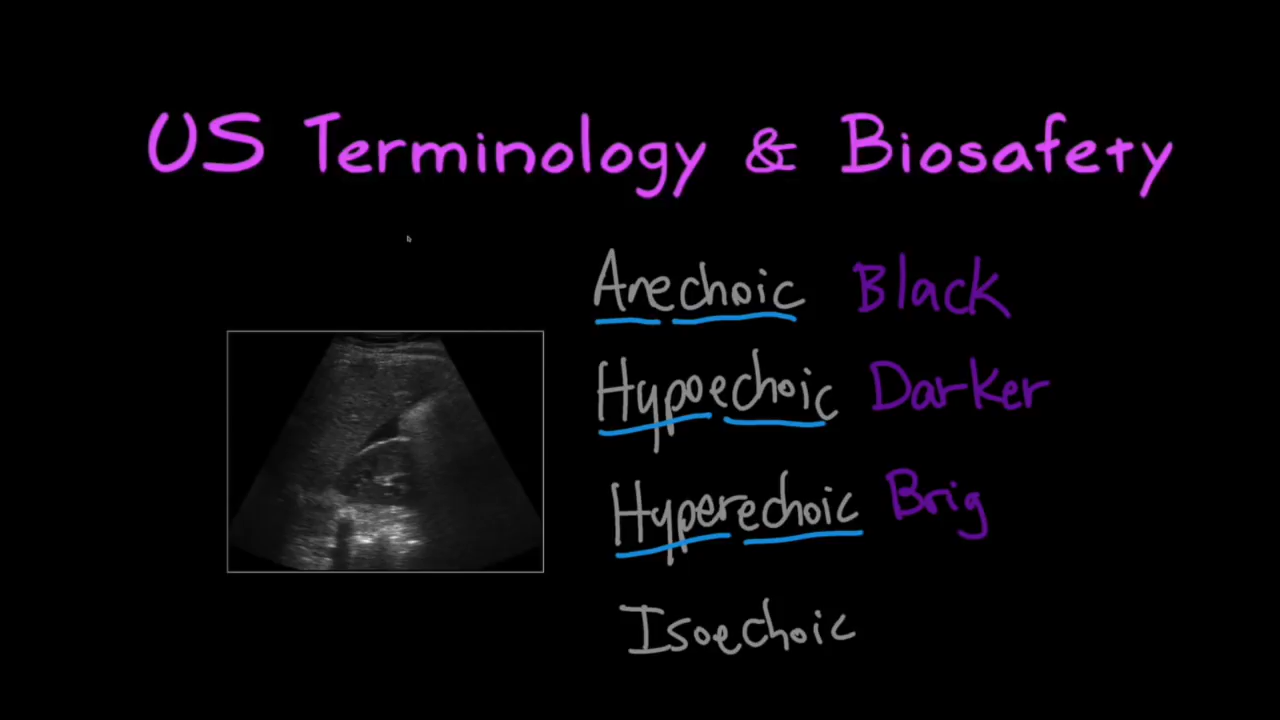 US Terminology & Biosafety
Anechoic Black
Hypoechoic Darker
Hyperechoic Brig
Isoechoic